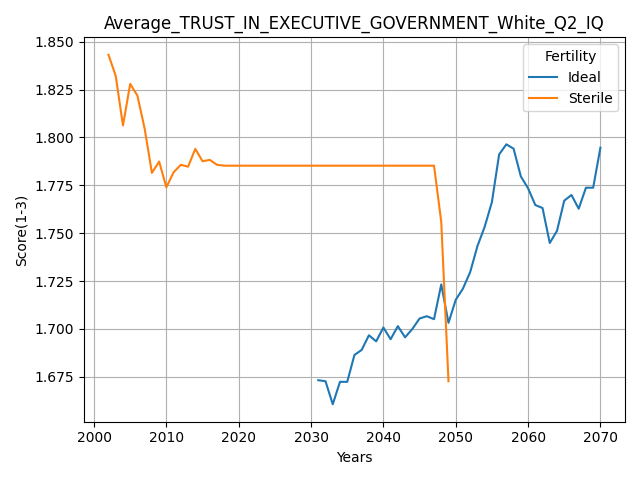 Average_TRUST_IN_EXECUTIVE_GOVERNMENT_White_Q2_IQ
Fertility
Ideal
Sterile
Score(1-3)
1.850
1.825
1.800
1.775
1.750
1.725
1.700
1.675
2000 2010 2020 2030 2040 2050 2060 2070
Years